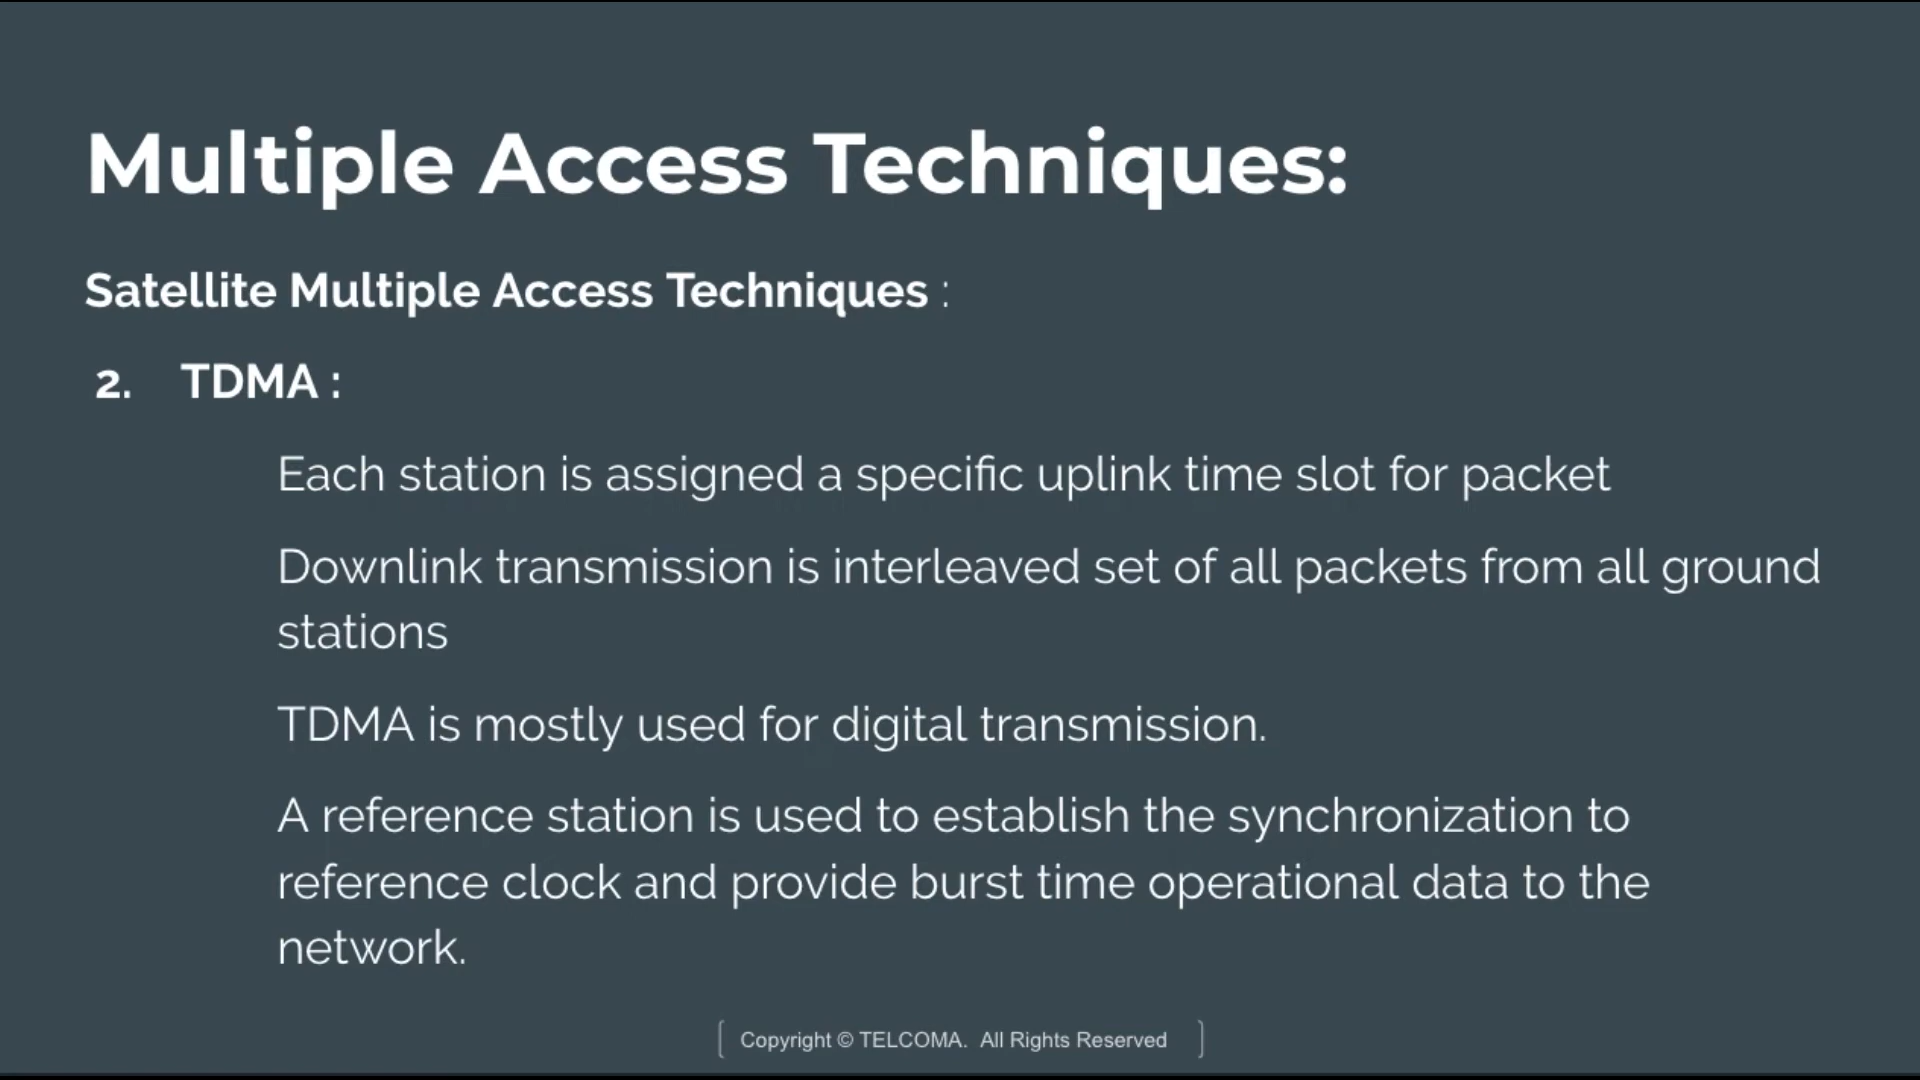 Multiple Access Techniques:
Satellite Multiple Access Techniques :
2. TDMA :
Each station is assigned a specific uplink time slot for packet
Downlink transmission is interleaved set of all packets from all ground
stations
TDMA is mostly used for digital transmission.
A reference station is used to establish the synchronization to
reference clock and provide burst time operational data to the
network.
Copyright © TELCOMA. All Rights Reserved